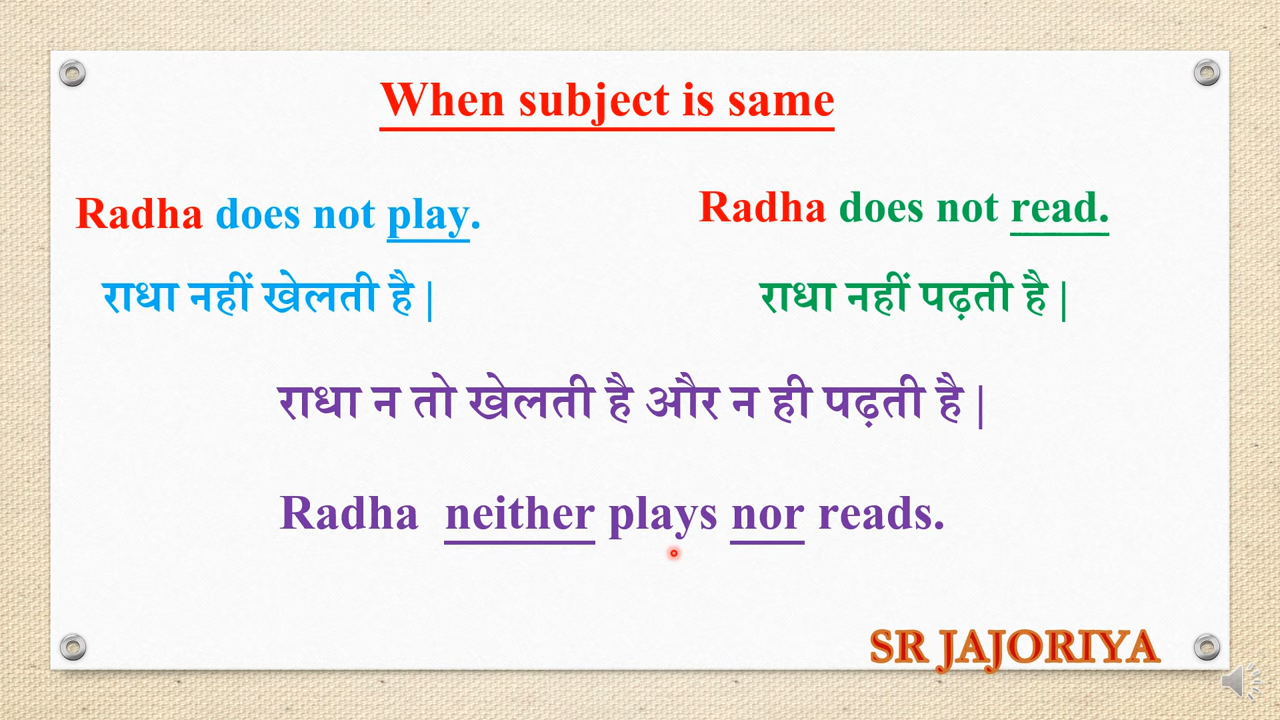 When subject is same
Radha does not play.
Radha does not read.
राधा नहीं खेलती है |
राधा नहीं पढ़ती है |
राधा न तो खेलती है और न ही पढ़ती है |
Radha neither plays nor reads.
SR JAJORIYA